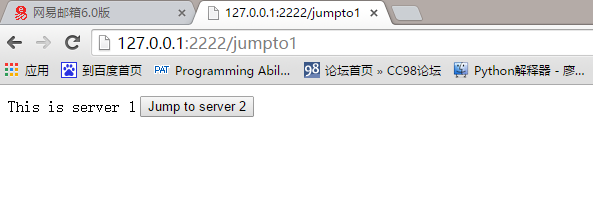 网易邮箱6.0版 127.0.0.1:2222/jumpto1
127.0.0.1:2222/jumpto1
应用 到百度首页 PAT Programming Abil... 98 论坛首页 » CC98论坛 Python解释器 - 廖...
This is server 1 Jump to server 2